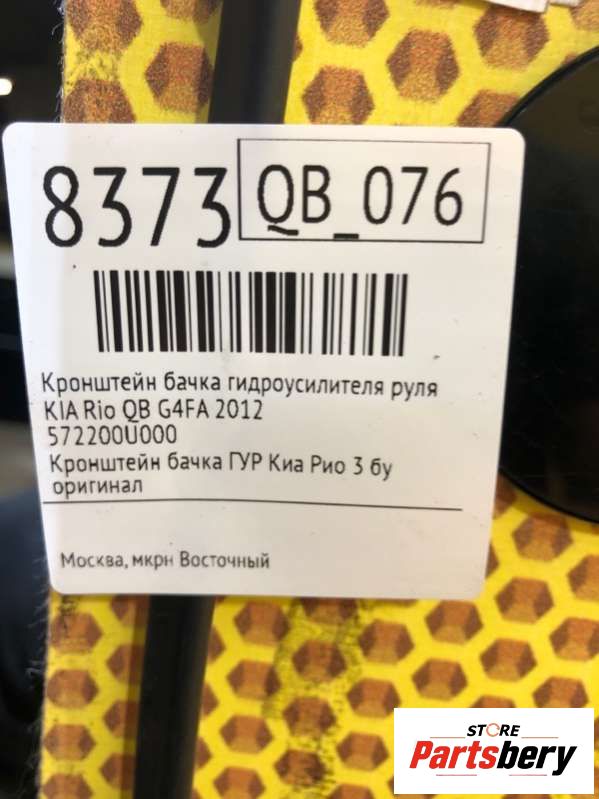 8373 QB_076
Кронштейн бачка гидроусилителя руля
KIA Rio QB G4FA 2012
572200U000
Кронштейн бачка ГУР Киа Рио 3 бу
оригинал
Москва, мкрн Восточный
STORE
Partsbery